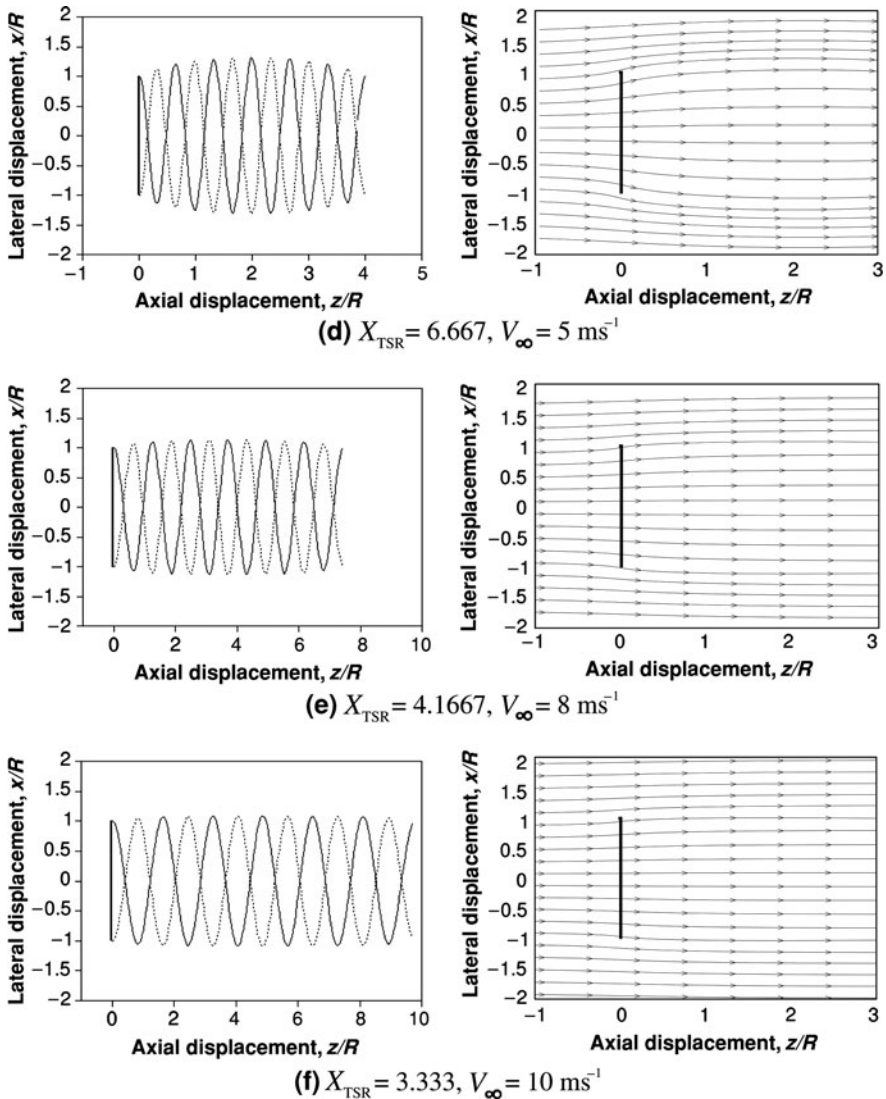 Lateral displacement, x/R
2
1.5
1
0.5
0
−0.5
−1
−1.5
−2
−1 0 1 2 3 4 5
Axial displacement, z/R
Lateral displacement, x/R
2
1.5
1
0.5
0
−0.5
−1
−1.5
−2
−1 0 1 2 3
Axial displacement, z/R
(d) X_TSR = 6.667, V_∞ = 5 ms⁻¹
Lateral displacement, x/R
2
1.5
1
0.5
0
−0.5
−1
−1.5
−2
0 2 4 6 8 10
Axial displacement, z/R
Lateral displacement, x/R
2
1.5
1
0.5
0
−0.5
−1
−1.5
−2
−1 0 1 2 3
Axial displacement, z/R
(e) X_TSR = 4.1667, V_∞ = 8 ms⁻¹
Lateral displacement, x/R
2
1.5
1
0.5
0
−0.5
−1
−1.5
−2
0 2 4 6 8 10
Axial displacement, z/R
Lateral displacement, x/R
2
1.5
1
0.5
0
−0.5
−1
−1.5
−2
−1 0 1 2 3
Axial displacement, z/R
(f) X_TSR = 3.333, V_∞ = 10 ms⁻¹